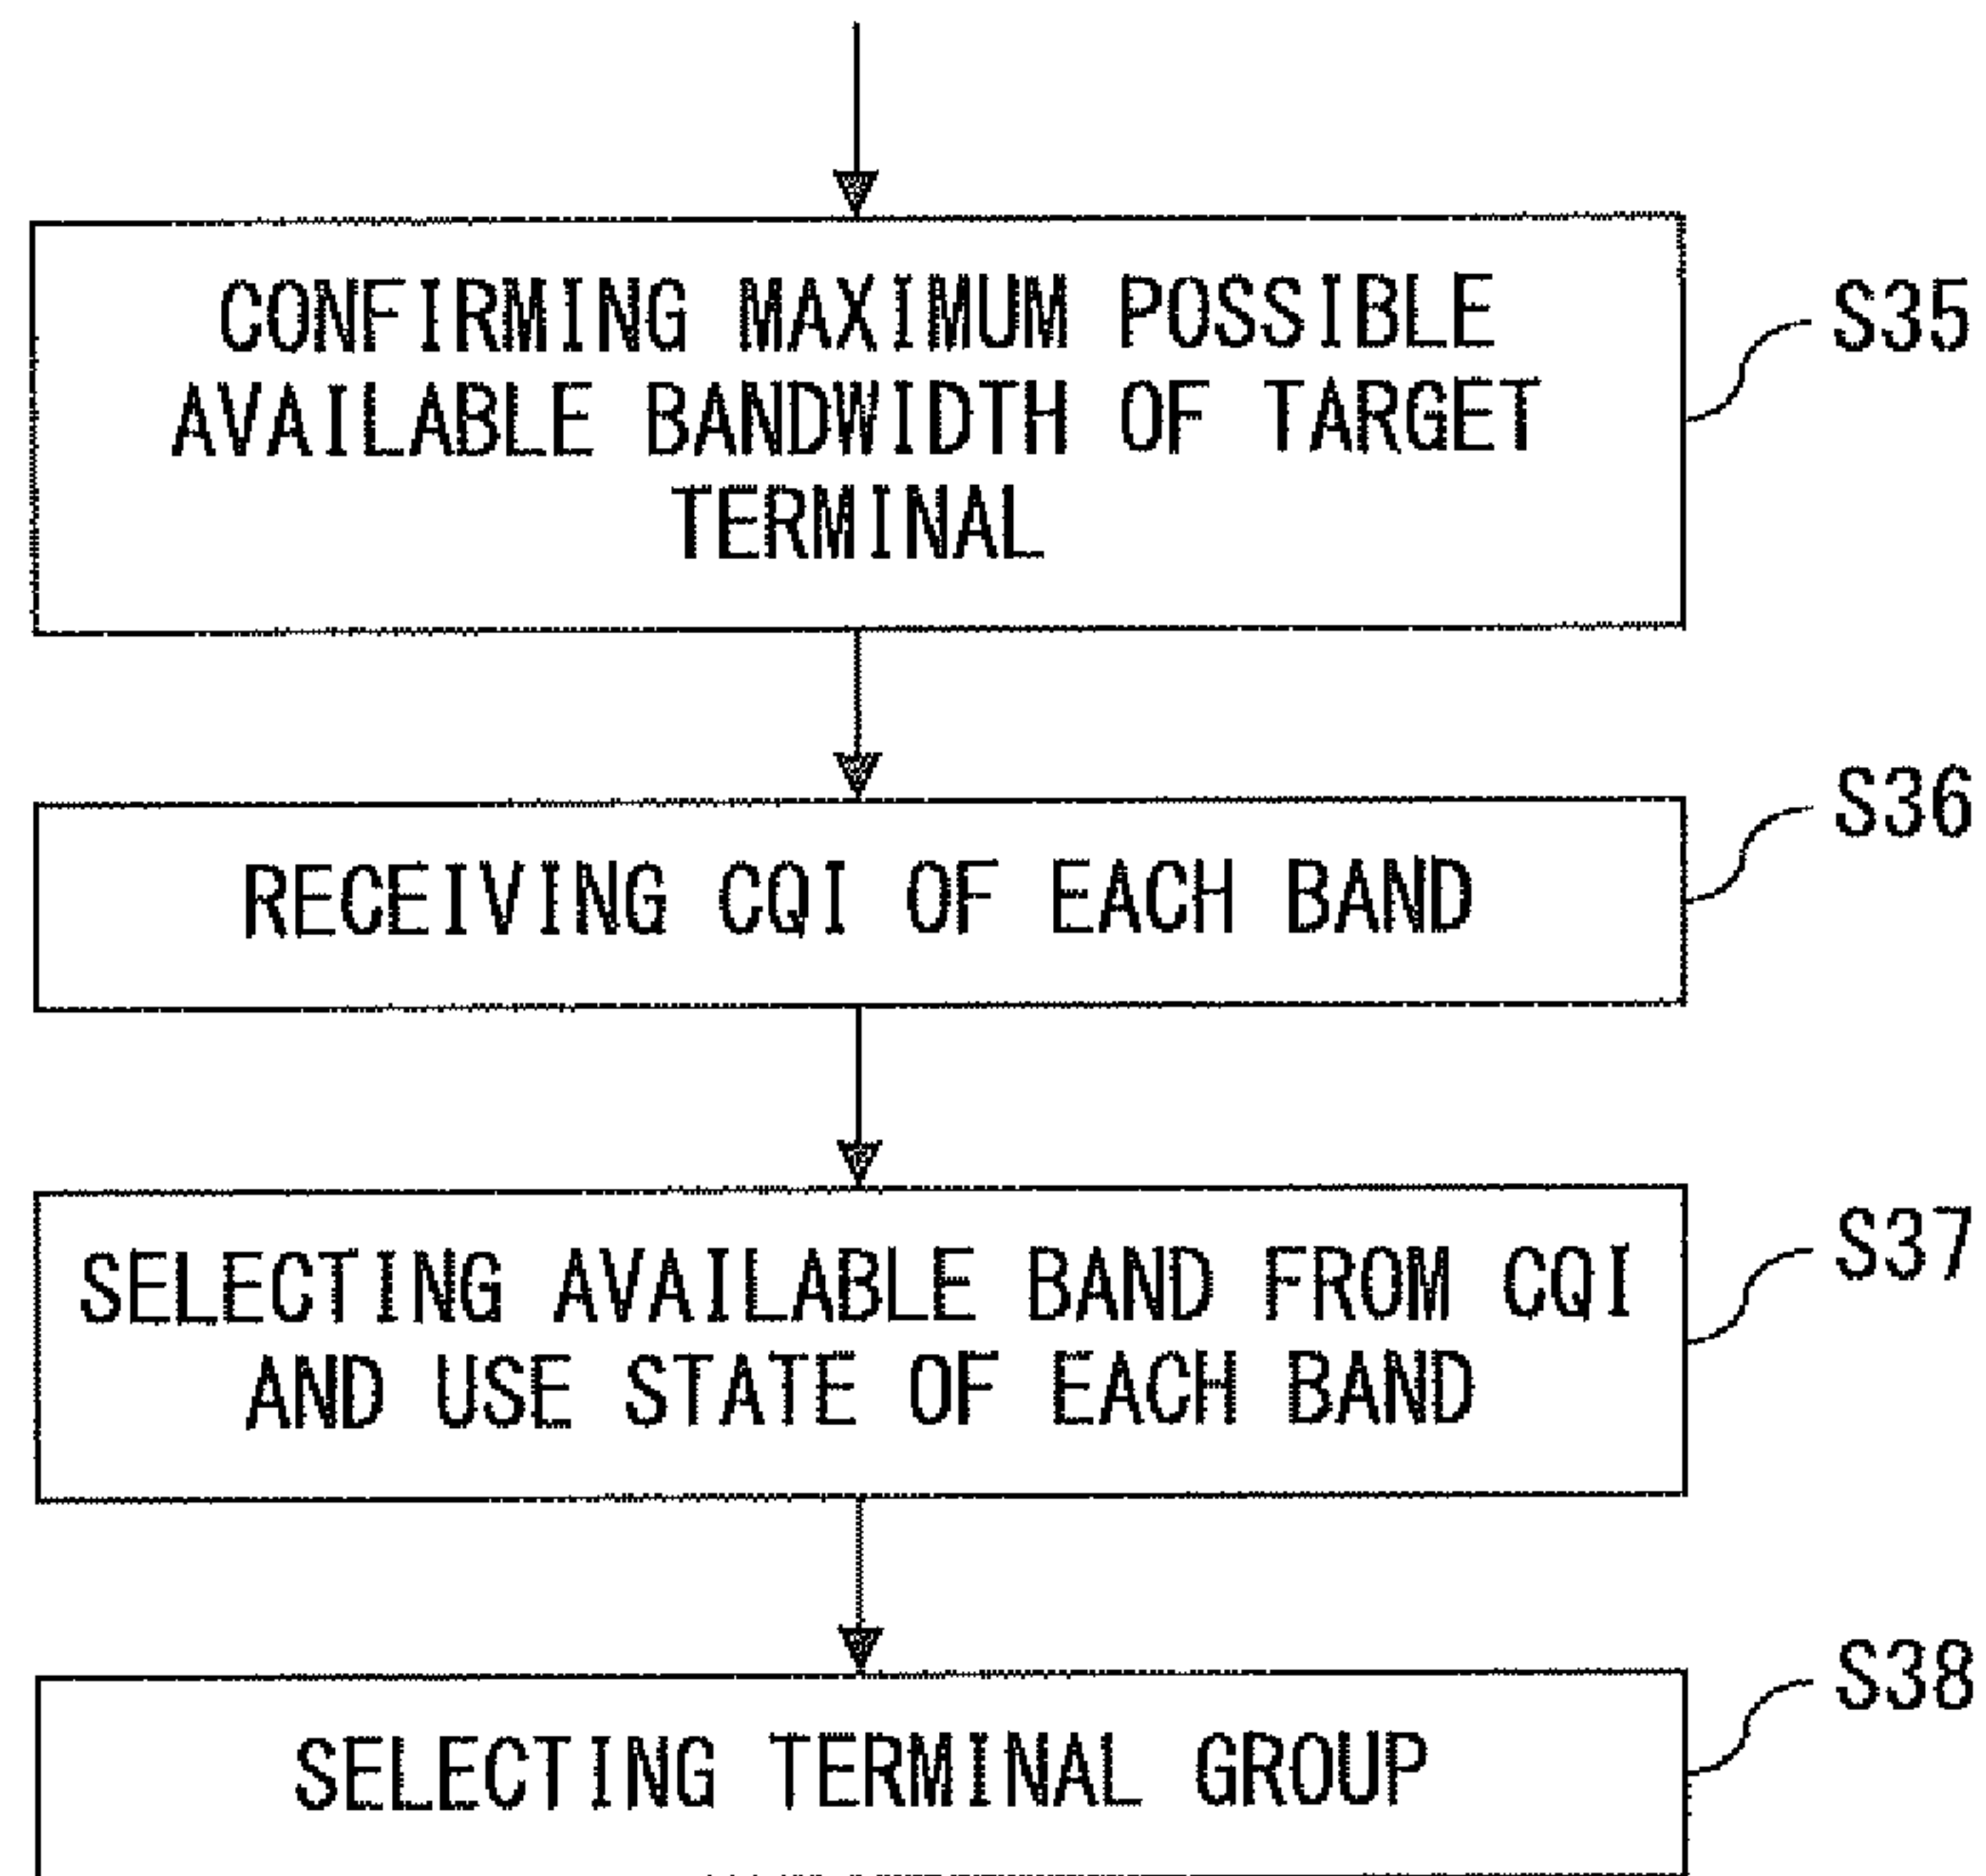 CONFIRMING MAXIMUM POSSIBLE
AVAILABLE BANDWIDTH OF TARGET
TERMINAL
S35
RECEIVING CQI OF EACH BAND
S36
SELECTING AVAILABLE BAND FROM CQI
AND USE STATE OF EACH BAND
S37
SELECTING TERMINAL GROUP
S38